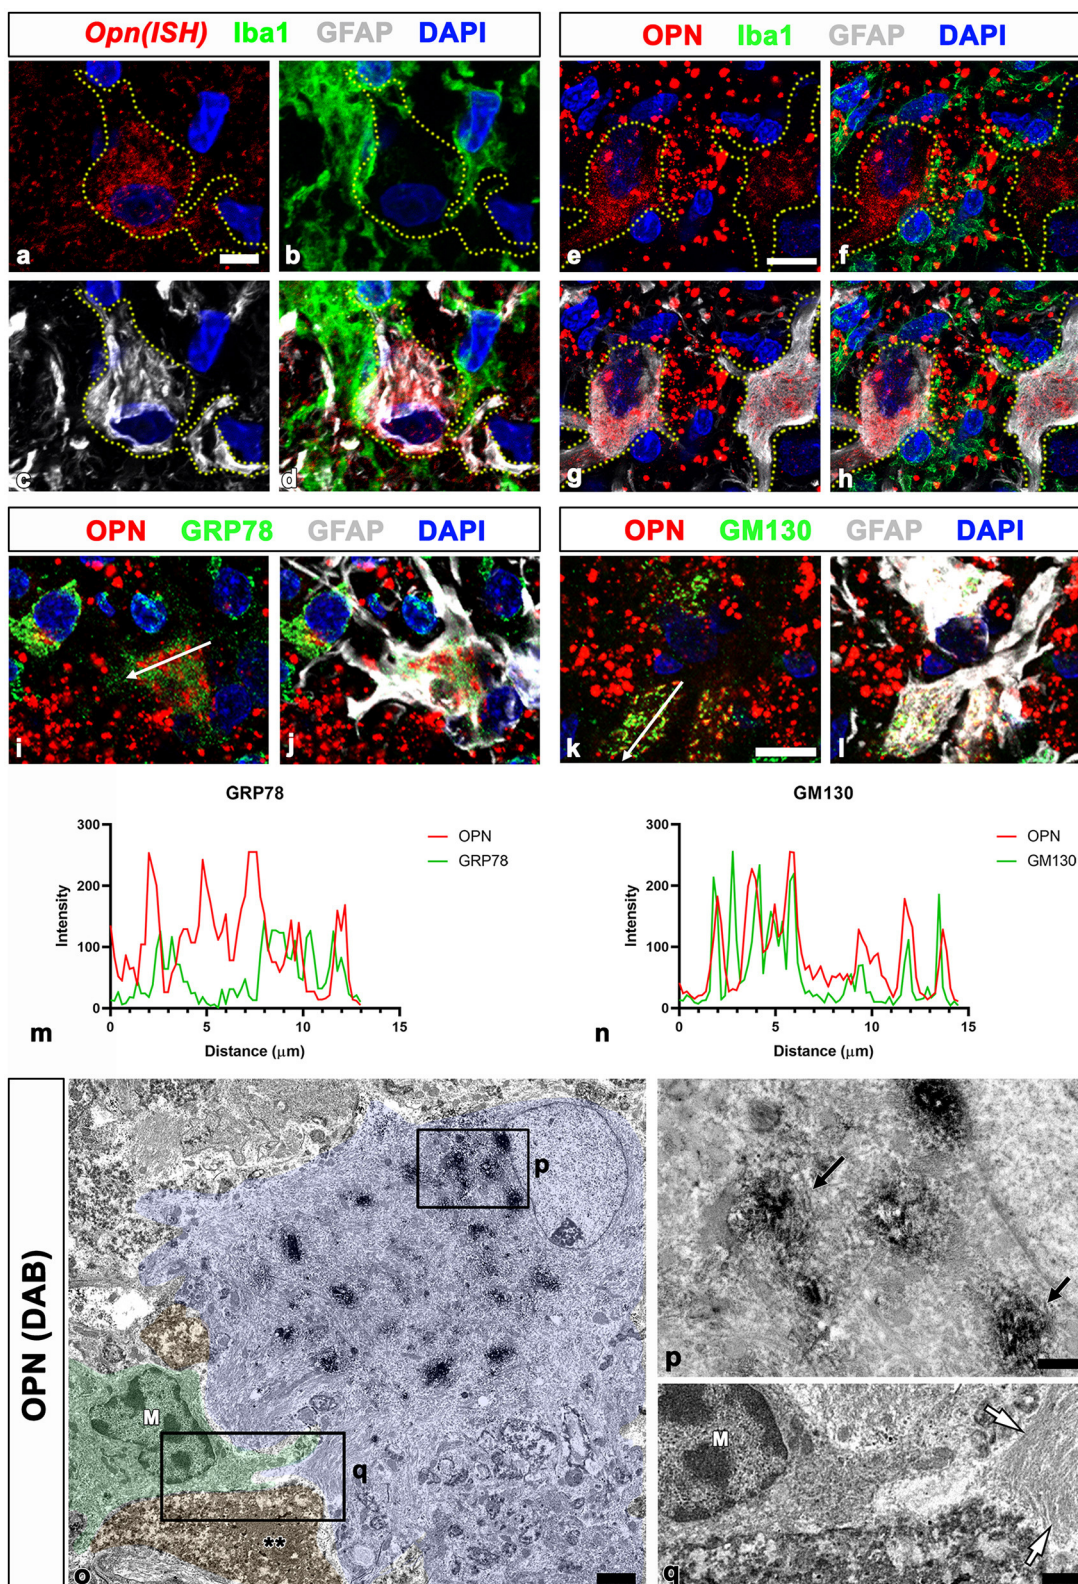 Opn(ISH) Iba1 GFAP DAPI
OPN Iba1 GFAP DAPI
a
b
e
f
c
d
g
h
OPN GRP78 GFAP DAPI
OPN GM130 GFAP DAPI
i
j
k
l
GRP78
300
200
100
0
Intensity
0 5 10 15
Distance (μm)
OPN
GRP78
m
GM130
300
200
100
0
Intensity
0 5 10 15
Distance (μm)
OPN
GM130
n
OPN (DAB)
p
M
q
**
o
p
M
q